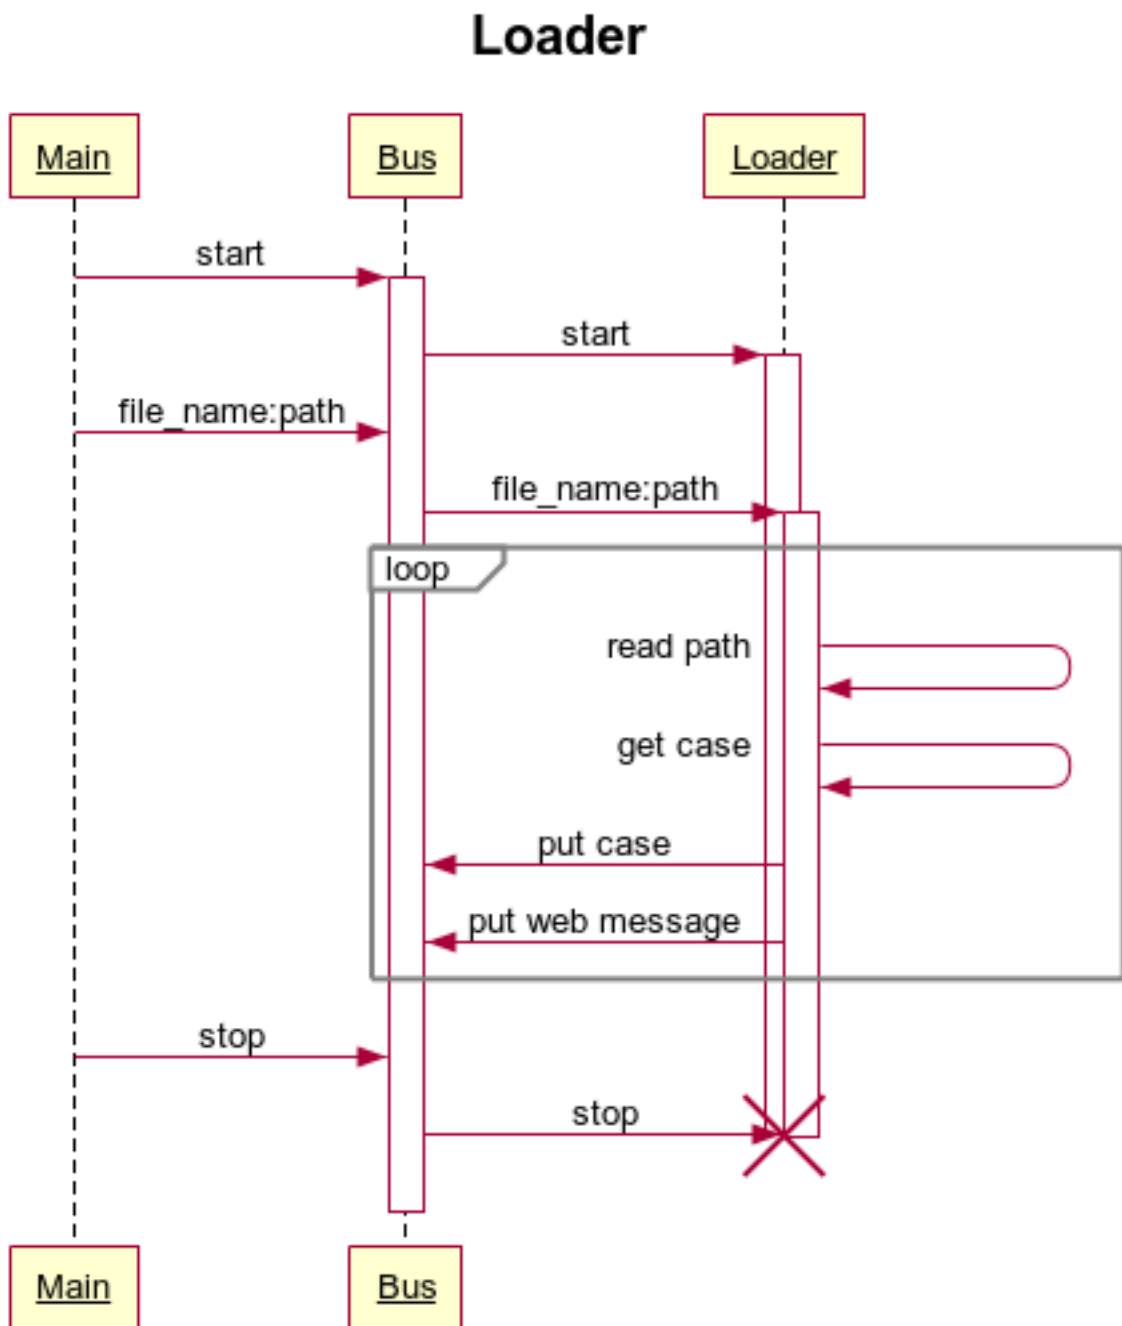 Loader
Main
Bus
Loader
start
start
file_name:path
file_name:path
loop
read path
get case
put case
put web message
stop
stop
Main
Bus